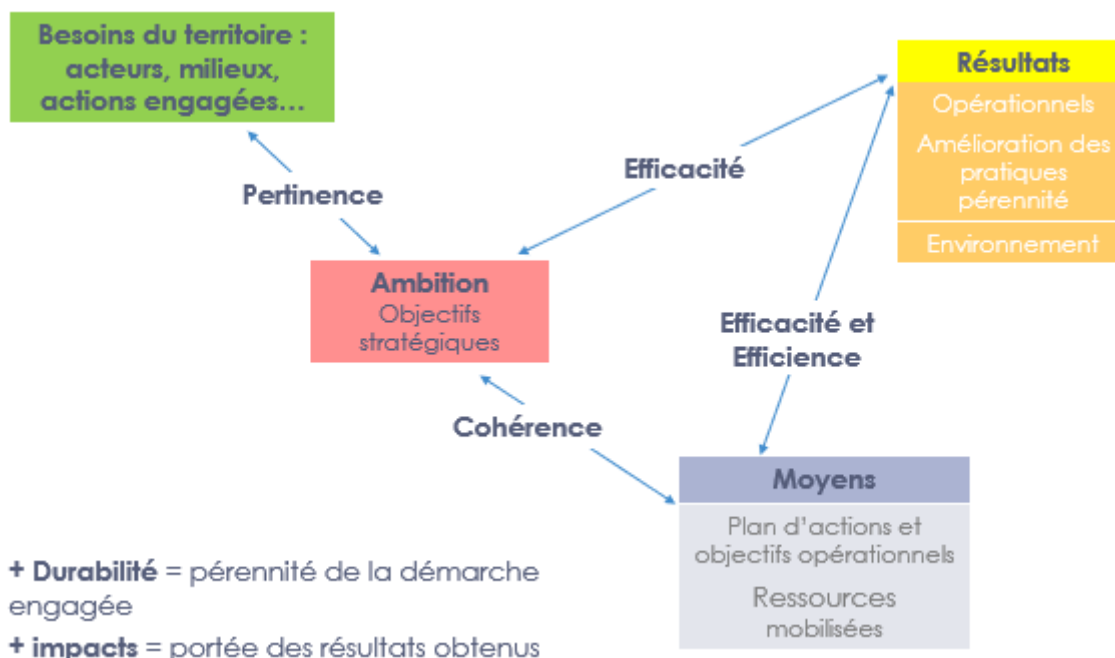 Besoins du territoire :
acteurs, milieux,
actions engagées...
Résultats
Opérationnels
Amélioration des
pratiques
pérennité
Environnement
Efficacité
Pertinence
Ambition
Objectifs
stratégiques
Efficacité et
Efficience
Cohérence
Moyens
Plan d'actions et
objectifs opérationnels
Ressources
mobilisées
+ Durabilité = pérennité de la démarche
engagée
+ impacts = portée des résultats obtenus